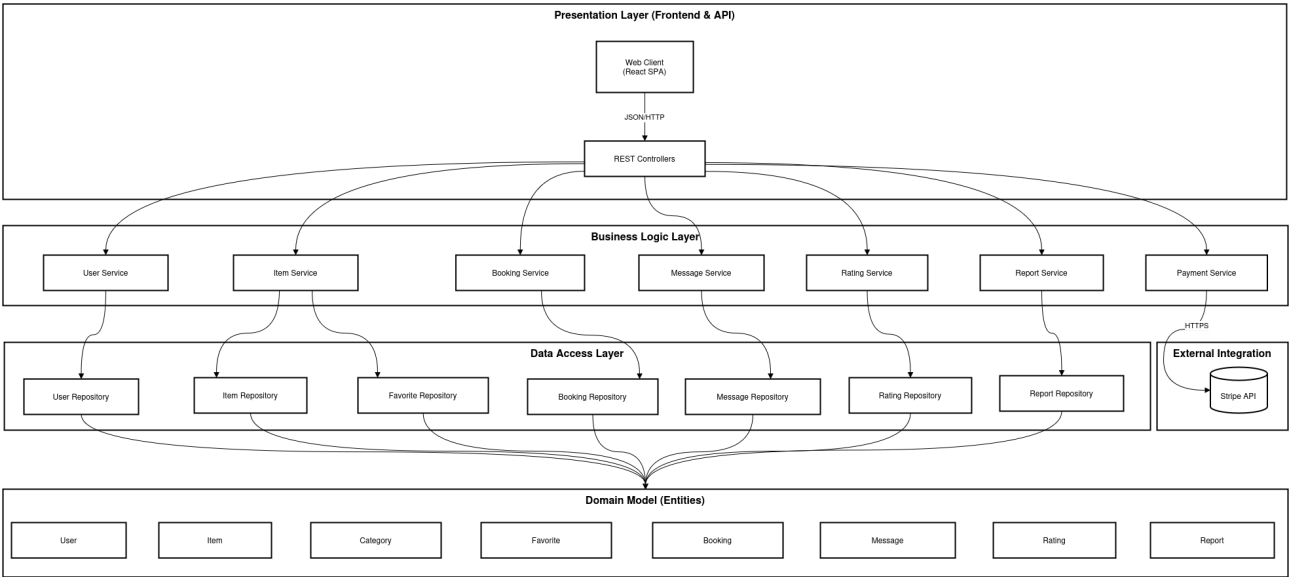 Presentation Layer (Frontend & API)
Web Client
(React SPA)
JSON/HTTP
REST Controllers
Business Logic Layer
User Service
Item Service
Booking Service
Message Service
Rating Service
Report Service
Payment Service
HTTPS
Data Access Layer
External Integration
User Repository
Item Repository
Favorite Repository
Booking Repository
Message Repository
Rating Repository
Report Repository
Stripe API
Domain Model (Entities)
User
Item
Category
Favorite
Booking
Message
Rating
Report